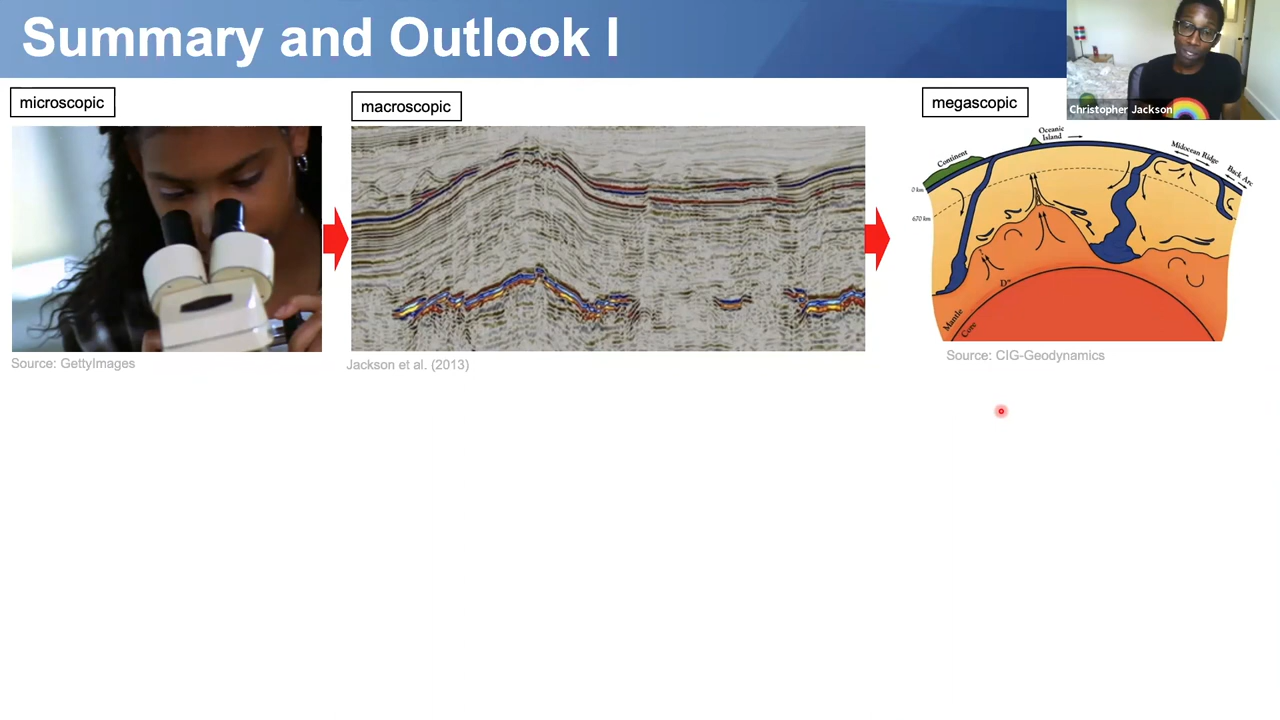 Summary and Outlook I
Christopher Jackson
microscopic
macroscopic
megascopic
Oceanic
Island
Continent
Midocean Ridge
Back Arc
0 km
670 km
D"
Mantle
Core
Source: GettyImages
Jackson et al. (2013)
Source: CIG-Geodynamics